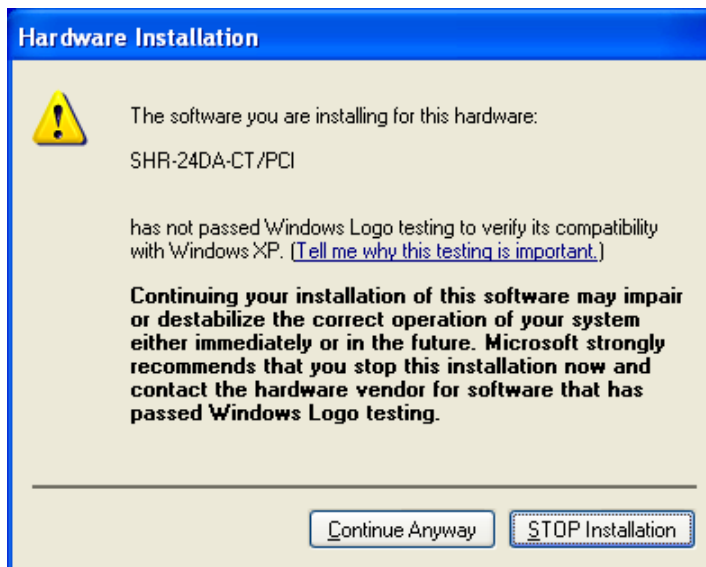 Hardware Installation
The software you are installing for this hardware:
SHR-24DA-CT/PCI
has not passed Windows Logo testing to verify its compatibility
with Windows XP. (Tell me why this testing is important.)
Continuing your installation of this software may impair
or destabilize the correct operation of your system
either immediately or in the future. Microsoft strongly
recommends that you stop this installation now and
contact the hardware vendor for software that has
passed Windows Logo testing.
Continue Anyway
STOP Installation